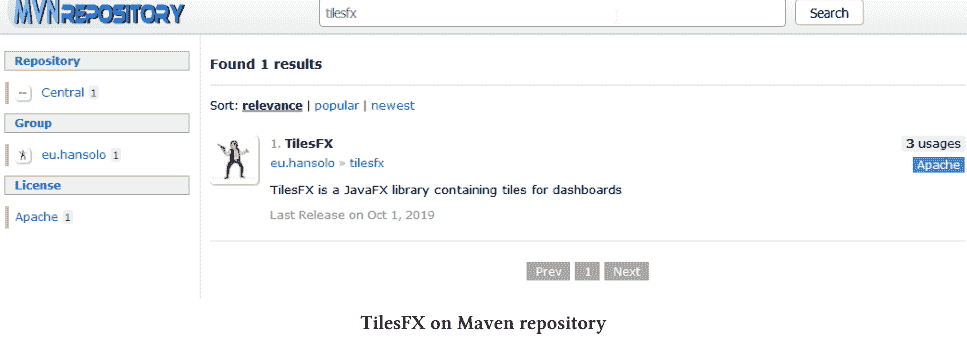 MVNREPOSITORY
tilesfx
Search
Repository
-- Central 1
Group
eu.hansolo 1
License
Apache 1
Found 1 results
Sort: relevance | popular | newest
1. TilesFX
3 usages
eu.hansolo » tilesfx
Apache
TilesFX is a JavaFX library containing tiles for dashboards
Last Release on Oct 1, 2019
Prev 1 Next
TilesFX on Maven repository